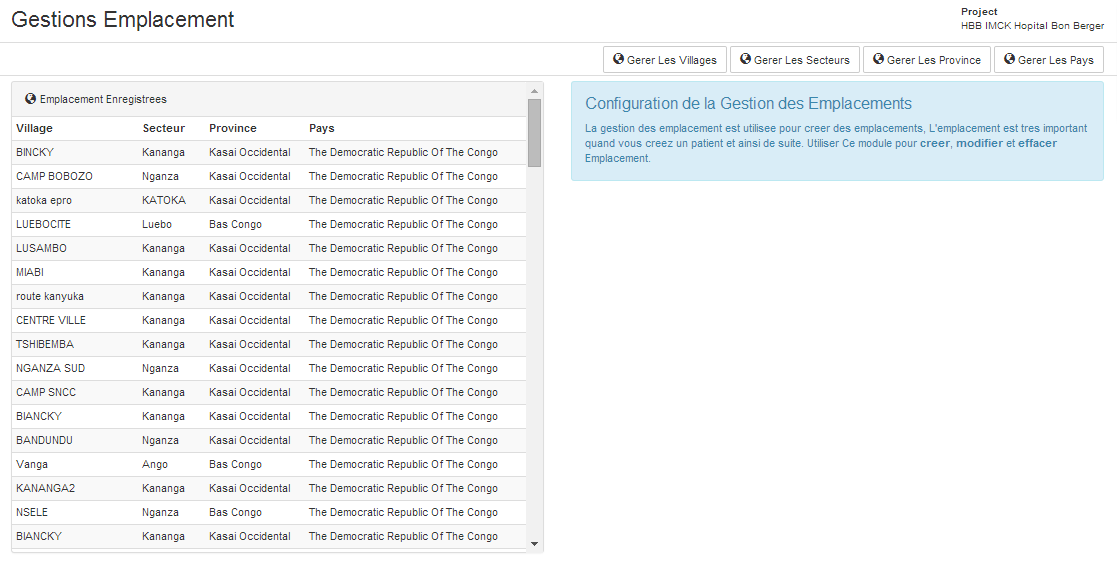 Gestions Emplacement
Project
HBB IMCK Hopital Bon Berger
Gerer Les Villages
Gerer Les Secteurs
Gerer Les Province
Gerer Les Pays
Emplacement Enregistrees
Village Secteur Province Pays
BINCKY Kananga Kasai Occidental The Democratic Republic Of The Congo
CAMP BOBOZO Nganza Kasai Occidental The Democratic Republic Of The Congo
katoka epro KATOKA Kasai Occidental The Democratic Republic Of The Congo
LUEBOCITE Luebo Bas Congo The Democratic Republic Of The Congo
LUSAMBO Kananga Kasai Occidental The Democratic Republic Of The Congo
MIABI Kananga Kasai Occidental The Democratic Republic Of The Congo
route kanyuka Kananga Kasai Occidental The Democratic Republic Of The Congo
CENTRE VILLE Kananga Kasai Occidental The Democratic Republic Of The Congo
TSHIBEMBA Kananga Kasai Occidental The Democratic Republic Of The Congo
NGANZA SUD Nganza Kasai Occidental The Democratic Republic Of The Congo
CAMP SNCC Kananga Kasai Occidental The Democratic Republic Of The Congo
BIANCKY Kananga Kasai Occidental The Democratic Republic Of The Congo
BANDUNDU Nganza Kasai Occidental The Democratic Republic Of The Congo
Vanga Ango Bas Congo The Democratic Republic Of The Congo
KANANGA2 Kananga Kasai Occidental The Democratic Republic Of The Congo
NSELE Nganza Bas Congo The Democratic Republic Of The Congo
BIANCKY Kananga Kasai Occidental The Democratic Republic Of The Congo
Configuration de la Gestion des Emplacements
La gestion des emplacement est utilisee pour creer des emplacements, L'emplacement est tres important
quand vous creez un patient et ainsi de suite. Utiliser Ce module pour creer, modifier et effacer
Emplacement.